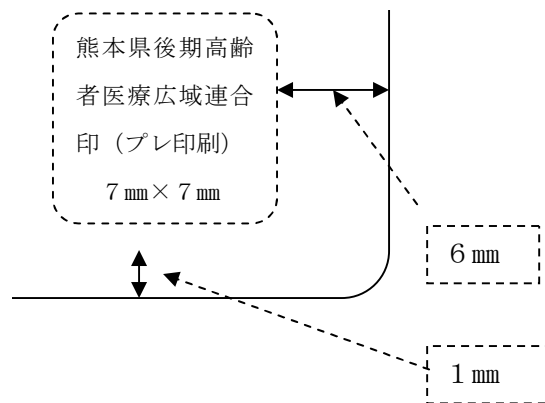 熊本県後期高齢
者医療広域連合
印（プレ印刷）
７㎜×７㎜
６㎜
１㎜